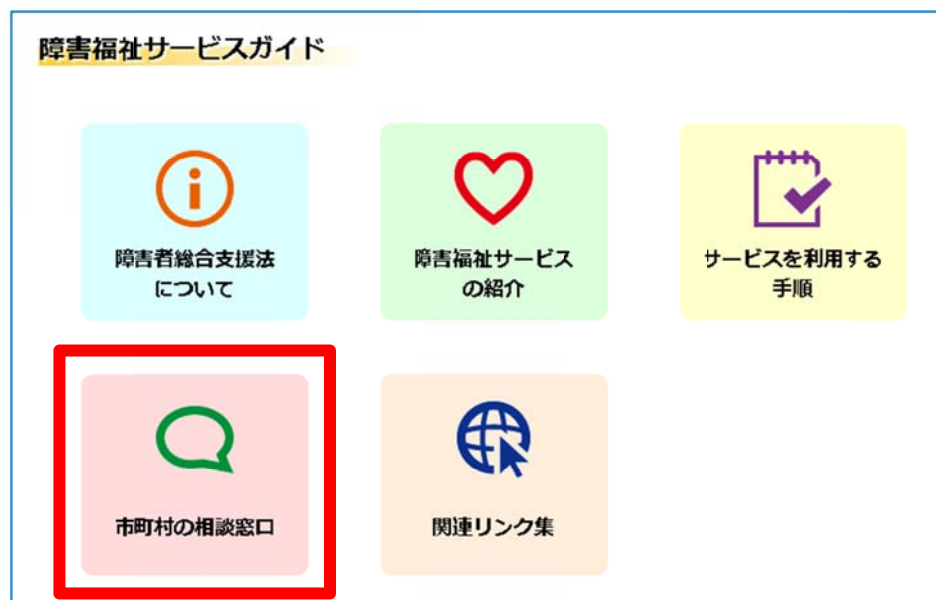 障害福祉サービスガイド
障害者総合支援法
について
障害福祉サービス
の紹介
サービスを利用する
手順
市町村の相談窓口
関連リンク集